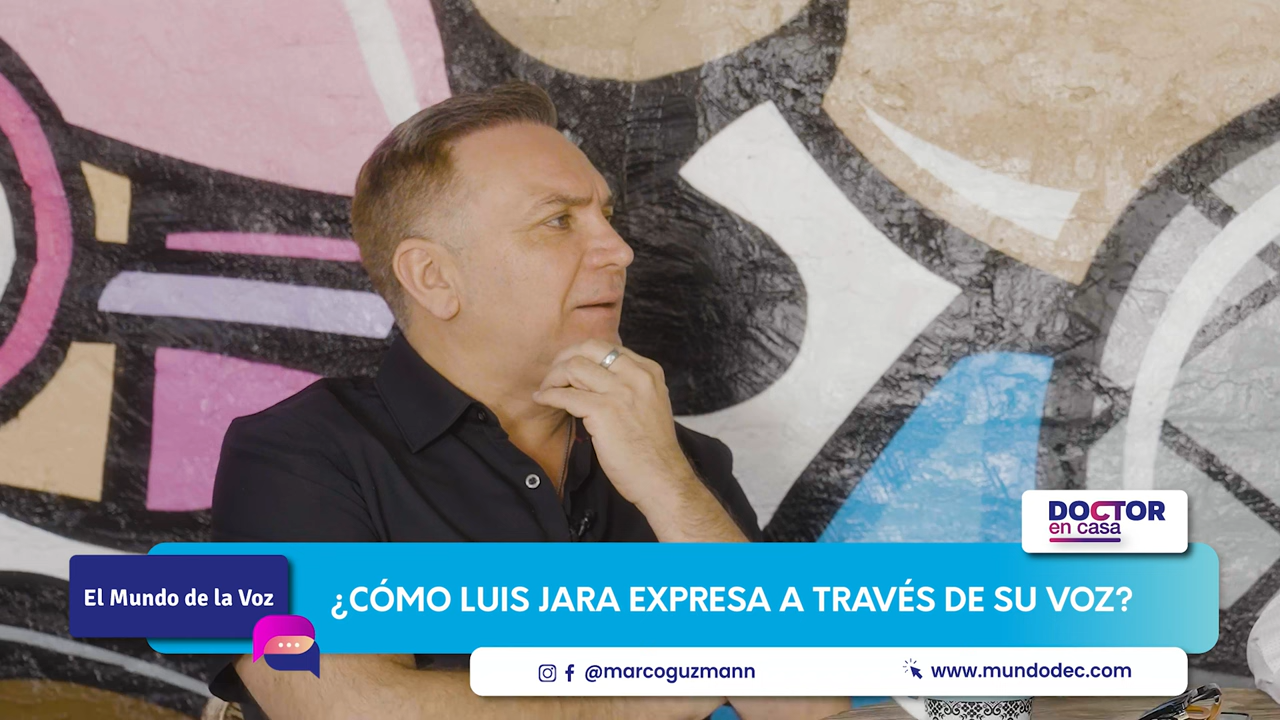 DOCTOR
en casa
El Mundo de la Voz
¿CÓMO LUIS JARA EXPRESA A TRAVÉS DE SU VOZ?
@marcoguzmann
www.mundodec.com